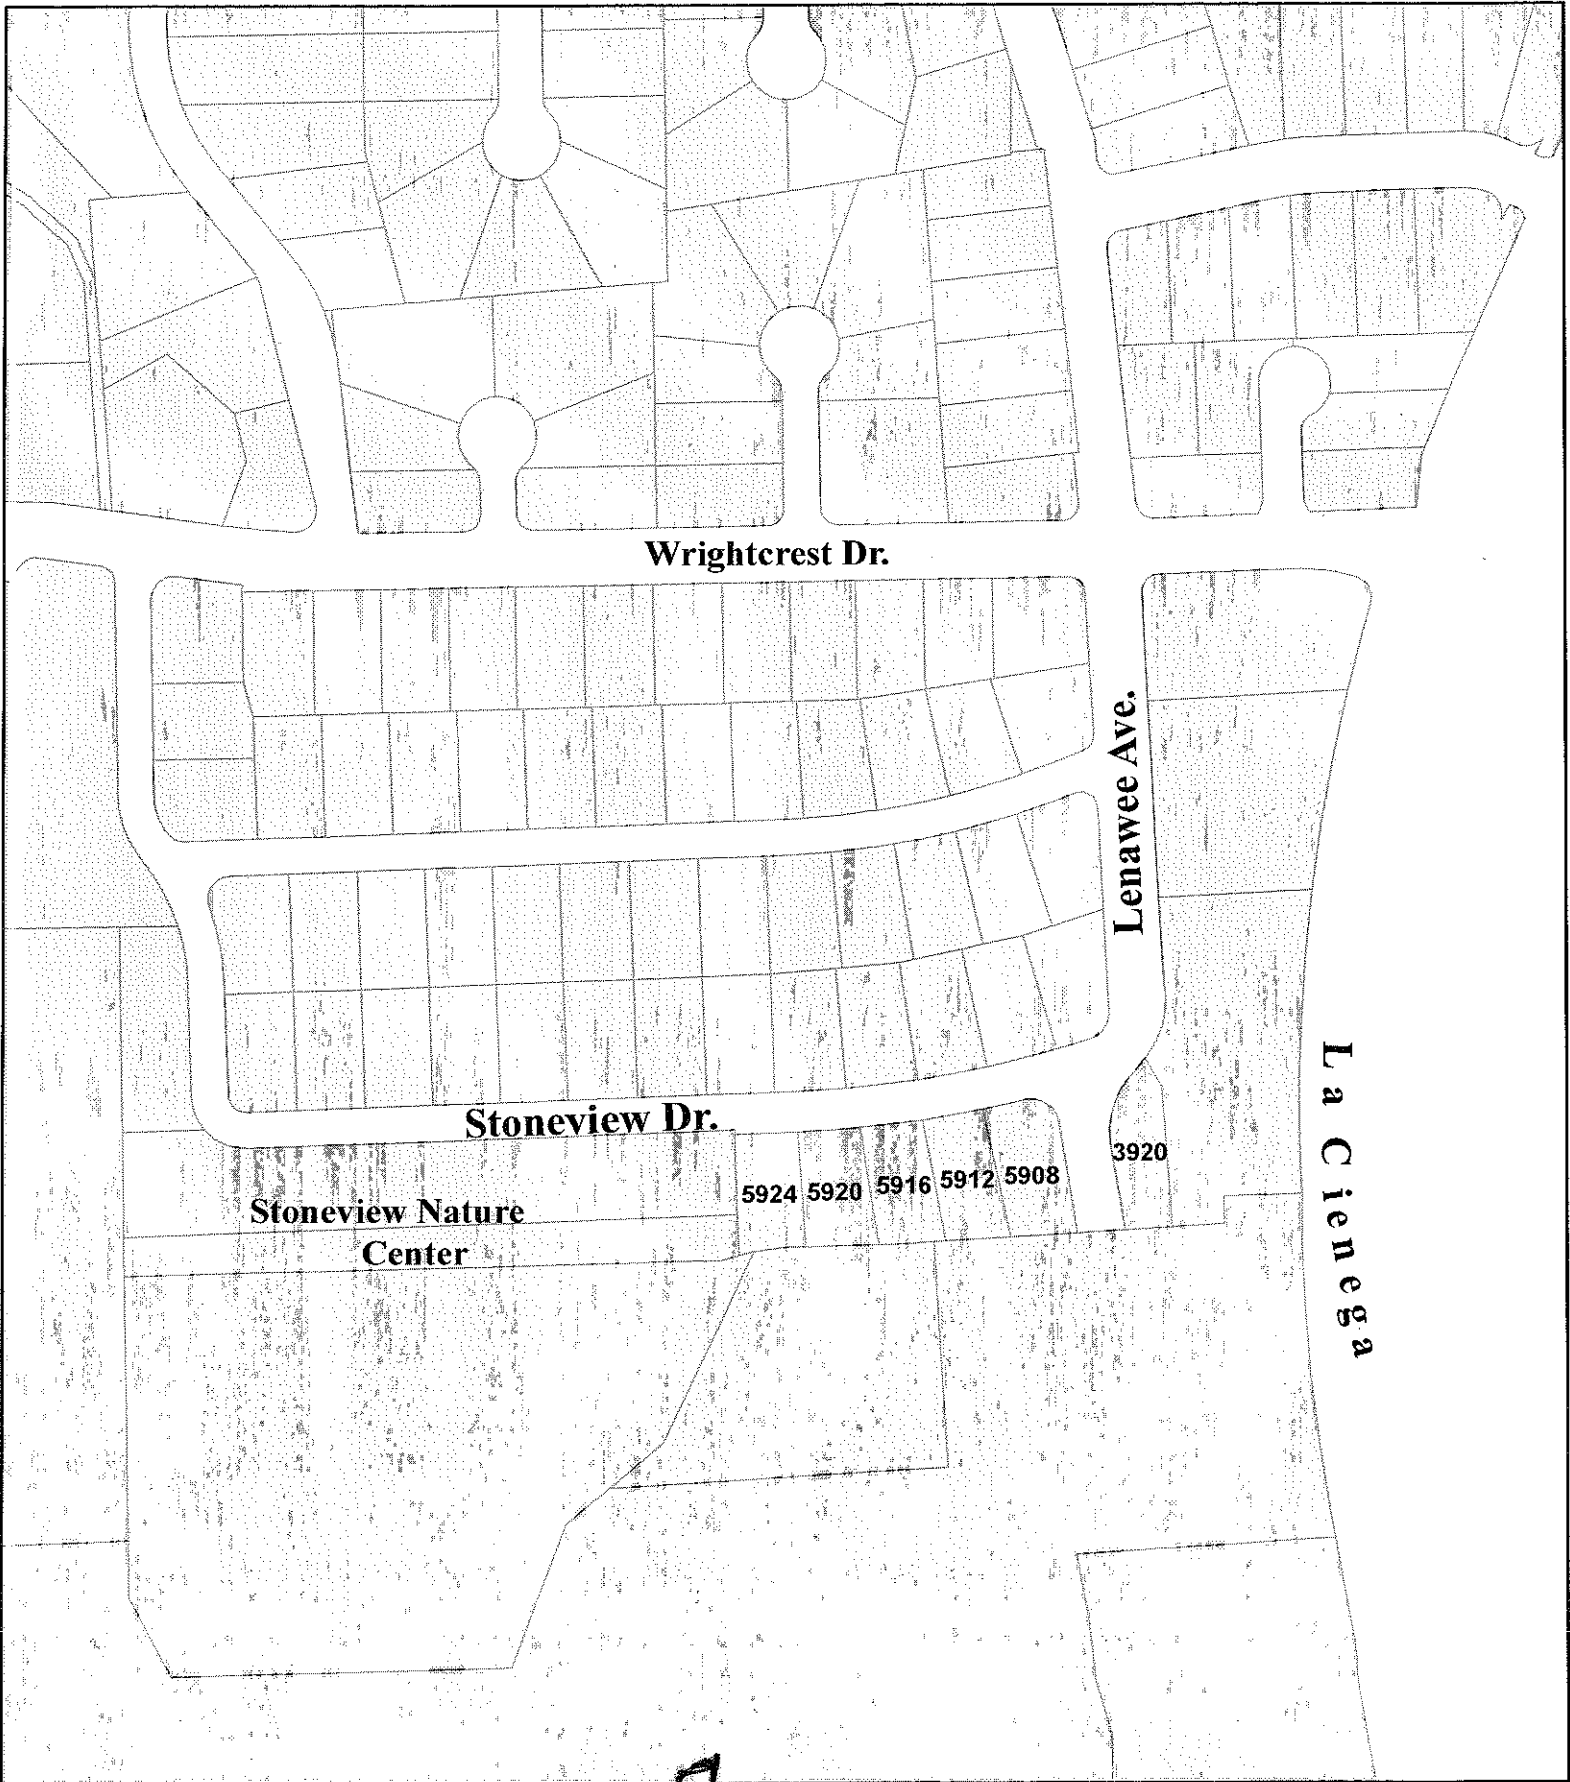 Wrightcrest Dr.
Lenawee Ave.
La Cienega
Stoneview Dr.
5924 5920 5916 5912 5908 3920
Stoneview Nature
Center